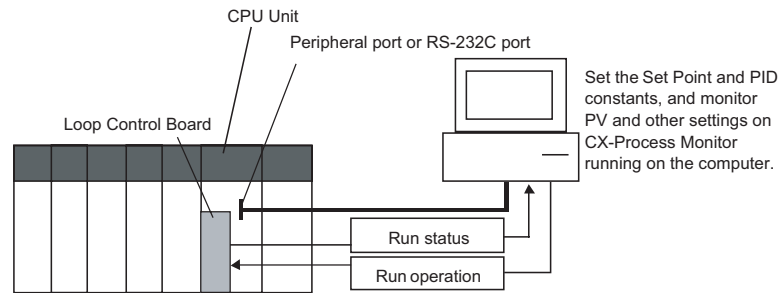 CPU Unit
Peripheral port or RS-232C port
Loop Control Board
Set the Set Point and PID
constants, and monitor
PV and other settings on
CX-Process Monitor
running on the computer.
Run status
Run operation